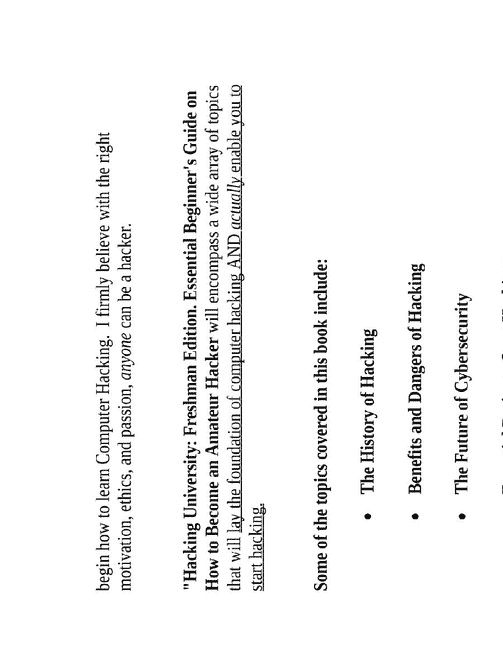 begin how to learn Computer Hacking.  I firmly believe with the right
motivation, ethics, and passion, anyone can be a hacker.
"Hacking University: Freshman Edition. Essential Beginner's Guide on
How to Become an Amateur Hacker will encompass a wide array of topics
that will lay the foundation of computer hacking AND actually enable you to
start hacking.
Some of the topics covered in this book include:
• The History of Hacking
• Benefits and Dangers of Hacking
• The Future of Cybersecurity